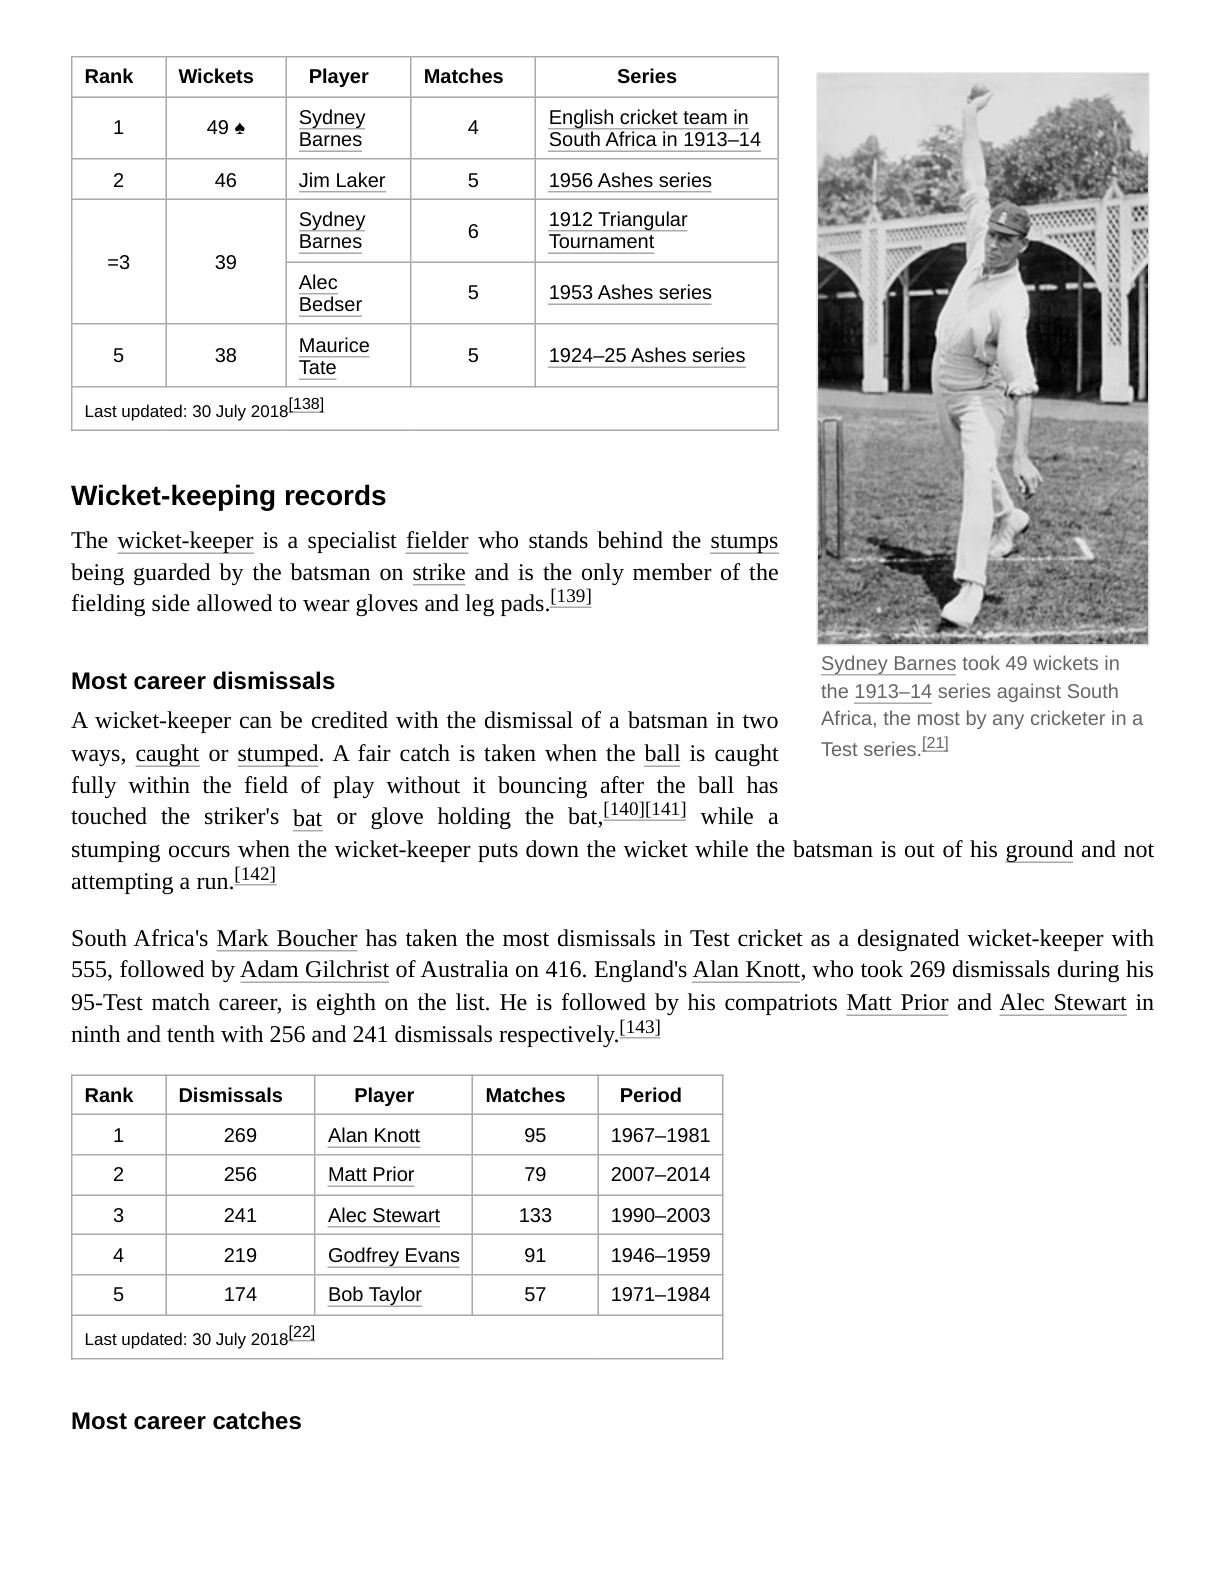 Rank Wickets Player Matches Series
1 49 ♠ Sydney Barnes 4 English cricket team in South Africa in 1913–14
2 46 Jim Laker 5 1956 Ashes series
=3 39 Sydney Barnes 6 1912 Triangular Tournament
Alec Bedser 5 1953 Ashes series
5 38 Maurice Tate 5 1924–25 Ashes series
Last updated: 30 July 2018[138]
Sydney Barnes took 49 wickets in
the 1913–14 series against South
Africa, the most by any cricketer in a
Test series.[21]
Wicket-keeping records
The wicket-keeper is a specialist fielder who stands behind the stumps
being guarded by the batsman on strike and is the only member of the
fielding side allowed to wear gloves and leg pads.[139]
Most career dismissals
A wicket-keeper can be credited with the dismissal of a batsman in two
ways, caught or stumped. A fair catch is taken when the ball is caught
fully within the field of play without it bouncing after the ball has
touched the striker's bat or glove holding the bat,[140][141] while a
stumping occurs when the wicket-keeper puts down the wicket while the batsman is out of his ground and not
attempting a run.[142]
South Africa's Mark Boucher has taken the most dismissals in Test cricket as a designated wicket-keeper with
555, followed by Adam Gilchrist of Australia on 416. England's Alan Knott, who took 269 dismissals during his
95-Test match career, is eighth on the list. He is followed by his compatriots Matt Prior and Alec Stewart in
ninth and tenth with 256 and 241 dismissals respectively.[143]
Rank Dismissals Player Matches Period
1 269 Alan Knott 95 1967–1981
2 256 Matt Prior 79 2007–2014
3 241 Alec Stewart 133 1990–2003
4 219 Godfrey Evans 91 1946–1959
5 174 Bob Taylor 57 1971–1984
Last updated: 30 July 2018[22]
Most career catches